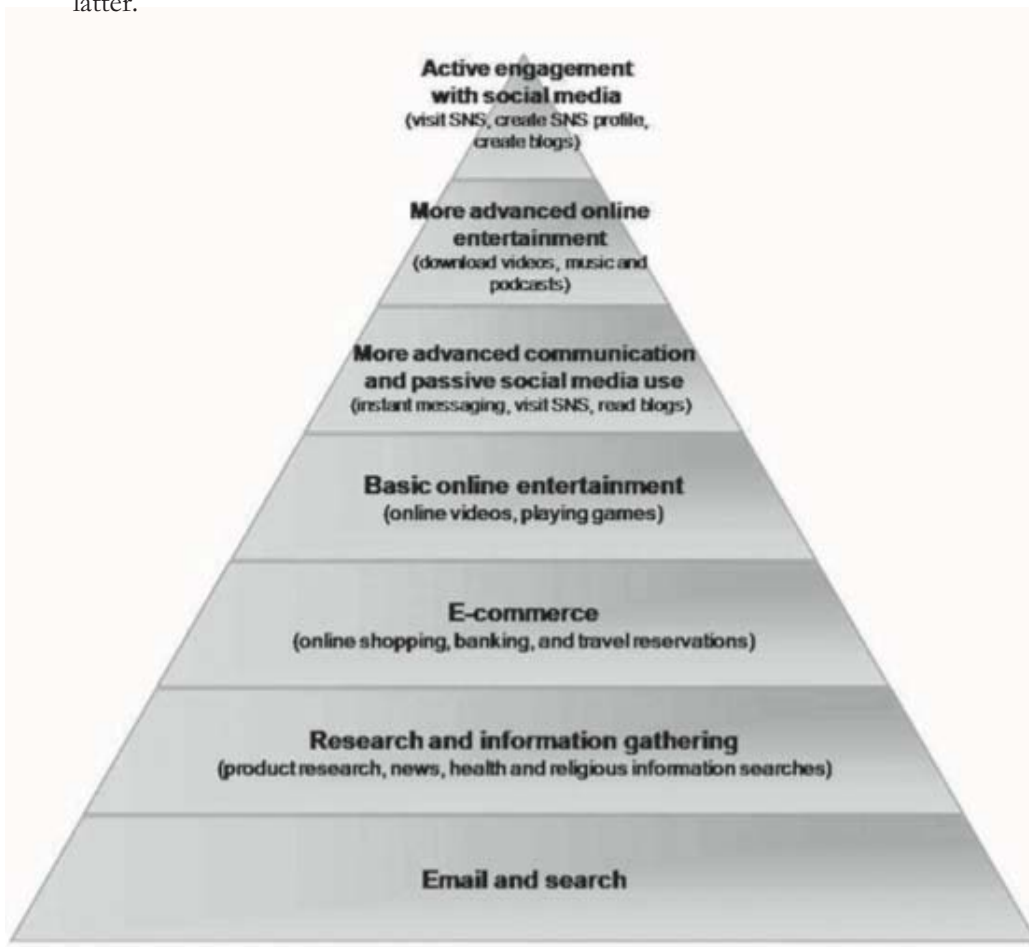 latter.
Active engagement
with social media
(visit SNS, create SNS profile,
create blogs)
More advanced online
entertainment
(download videos, music and
podcasts)
More advanced communication
and passive social media use
(instant messaging, visit SNS, read blogs)
Basic online entertainment
(online videos, playing games)
E-commerce
(online shopping, banking, and travel reservations)
Research and information gathering
(product research, news, health and religious information searches)
Email and search